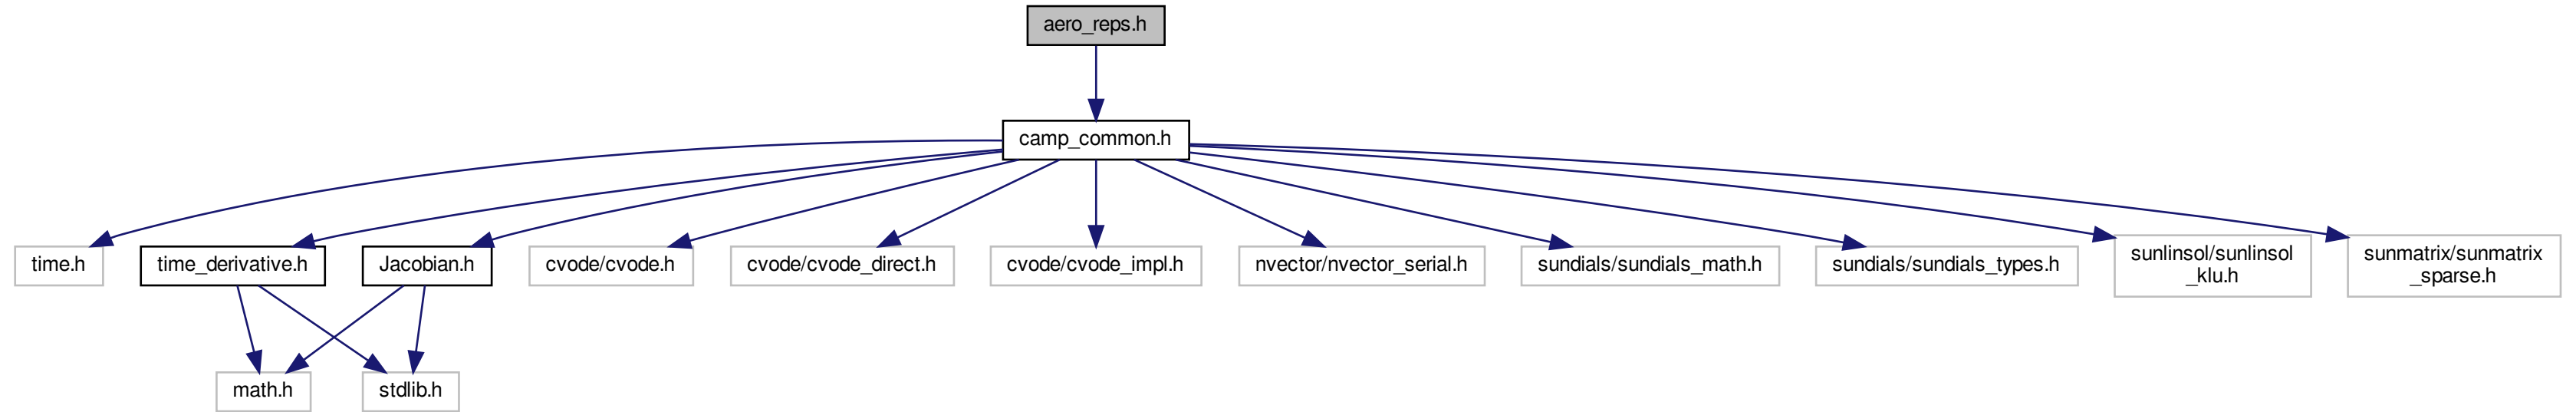 aero_reps.h
camp_common.h
time.h
time_derivative.h
Jacobian.h
cvode/cvode.h
cvode/cvode_direct.h
cvode/cvode_impl.h
nvector/nvector_serial.h
sundials/sundials_math.h
sundials/sundials_types.h
sunlinsol/sunlinsol
_klu.h
sunmatrix/sunmatrix
_sparse.h
math.h
stdlib.h